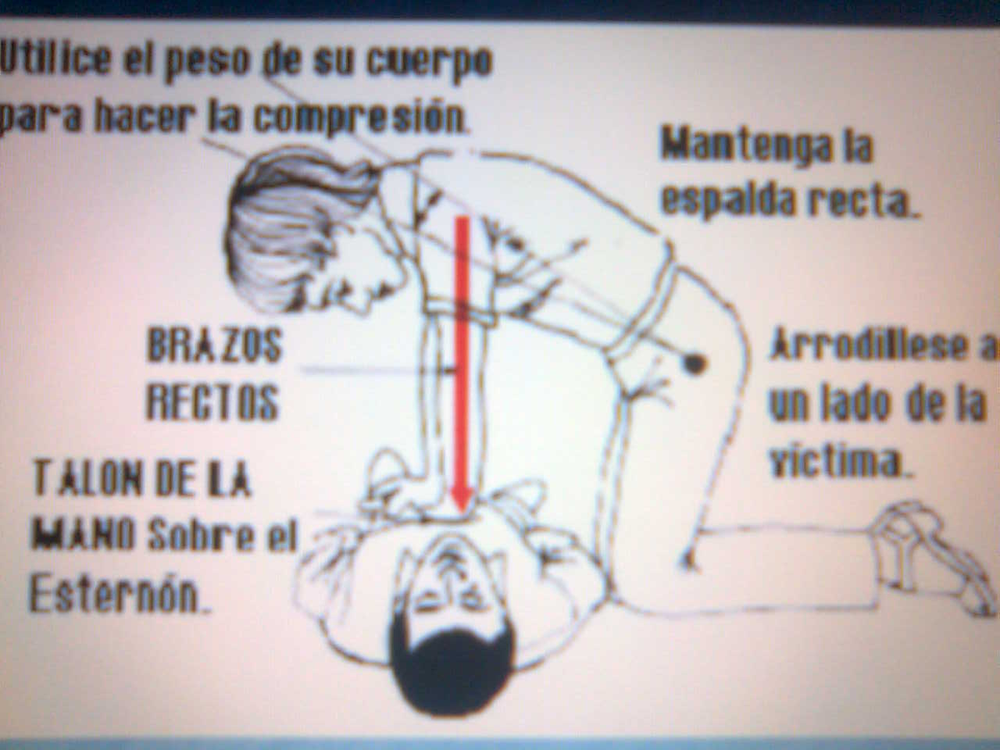 Utilice el peso de su cuerpo
para hacer la compresión.
Mantenga la
espalda recta.
BRAZOS
RECTOS
Arrodillese a
un lado de la
víctima.
TALON DE LA
MANO Sobre el
Esternón.